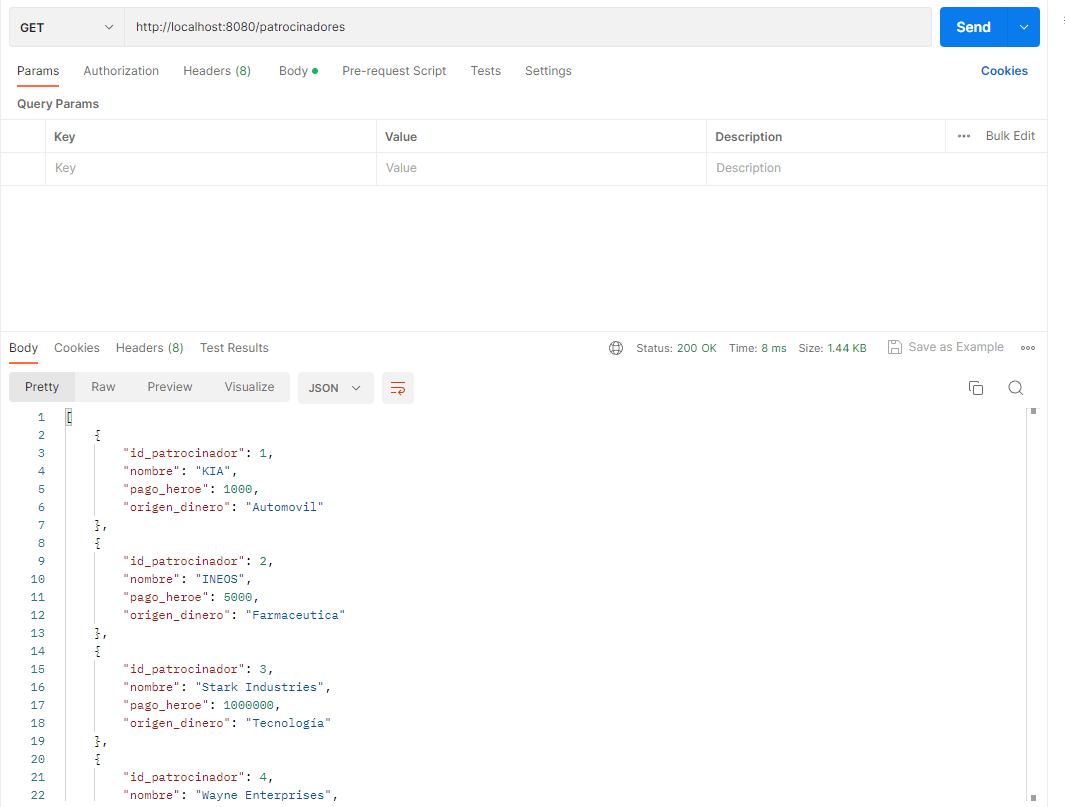 GET http://localhost:8080/patrocinadores Send
Params Authorization Headers (8) Body Pre-request Script Tests Settings Cookies
Query Params
Key Value Description ••• Bulk Edit
Key Value Description
Body Cookies Headers (8) Test Results Status: 200 OK Time: 8 ms Size: 1.44 KB Save as Example
Pretty Raw Preview Visualize JSON
1 [
2 {
3 "id_patrocinador": 1,
4 "nombre": "KIA",
5 "pago_heroe": 1000,
6 "origen_dinero": "Automovil"
7 },
8 {
9 "id_patrocinador": 2,
10 "nombre": "INEOS",
11 "pago_heroe": 5000,
12 "origen_dinero": "Farmaceutica"
13 },
14 {
15 "id_patrocinador": 3,
16 "nombre": "Stark Industries",
17 "pago_heroe": 1000000,
18 "origen_dinero": "Tecnología"
19 },
20 {
21 "id_patrocinador": 4,
22 "nombre": "Wayne Enterprises",